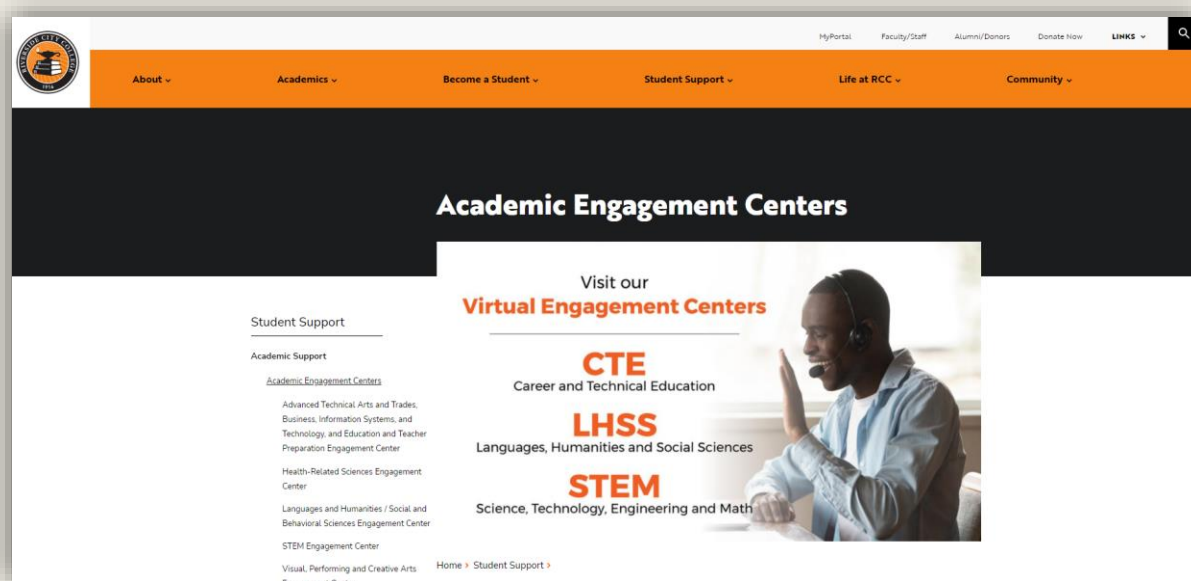 RIVERSIDE CITY COLLEGE
1916
MyPortal Faculty/Staff Alumni/Donors Donate Now LINKS
About Academics Become a Student Student Support Life at RCC Community
Academic Engagement Centers
Visit our
Virtual Engagement Centers
CTE
Career and Technical Education
LHSS
Languages, Humanities and Social Sciences
STEM
Science, Technology, Engineering and Math
Student Support
Academic Support
Academic Engagement Centers
Advanced Technical Arts and Trades,
Business, Information Systems, and
Technology, and Education and Teacher
Preparation Engagement Center
Health-Related Sciences Engagement
Center
Languages and Humanities / Social and
Behavioral Sciences Engagement Center
STEM Engagement Center
Visual, Performing and Creative Arts
Home > Student Support >